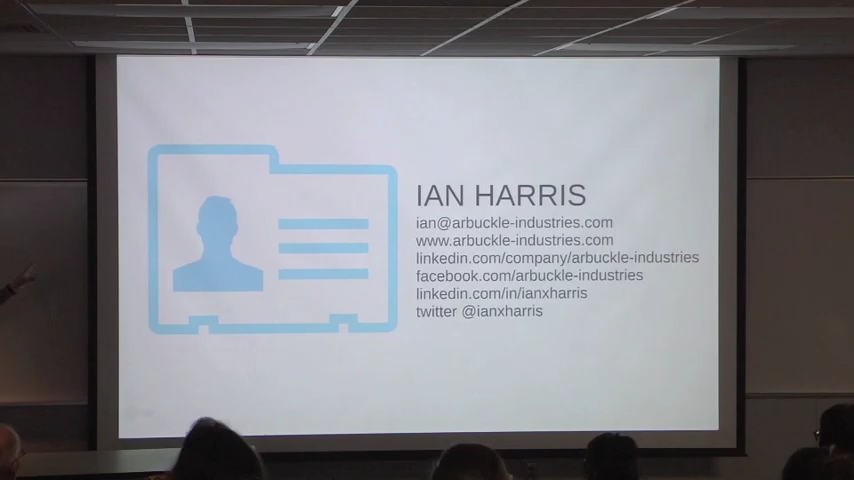 IAN HARRIS
ian@arbuckle-industries.com
www.arbuckle-industries.com
linkedin.com/company/arbuckle-industries
facebook.com/arbuckle-industries
linkedin.com/in/ianxharris
twitter @ianxharris